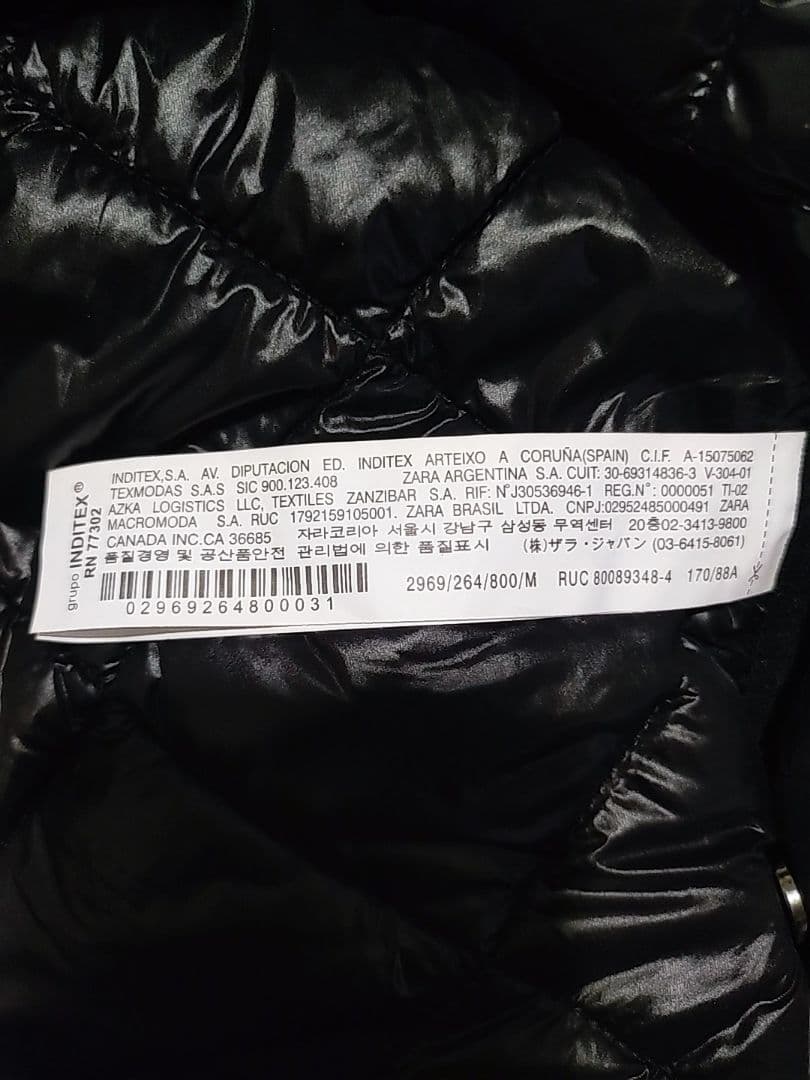 grupo INDITEX®
RN 77302
INDITEX,S.A. AV. DIPUTACION ED. INDITEX ARTEIXO A CORUÑA(SPAIN) C.I.F. A-15075062
TEXMODAS S.A.S SIC 900.123.408 ZARA ARGENTINA S.A. CUIT: 30-69314836-3 V-304-01
AZKA LOGISTICS LLC, TEXTILES ZANZIBAR S.A. RIF: NºJ30536946-1 REG.N°: 0000051 TI-02
MACROMODA S.A. RUC 1792159105001. ZARA BRASIL LTDA. CNPJ:02952485000491 ZARA
CANADA INC.CA 36685 자라코리아 서울시 강남구 삼성동 무역센터 20층02-3413-9800
품질경영 및 공산품안전 관리법에 의한 품질표시 (株)ザラ・ジャパン (03-6415-8061)
2969/264/800/M RUC 80089348-4 170/88A
02969264800031